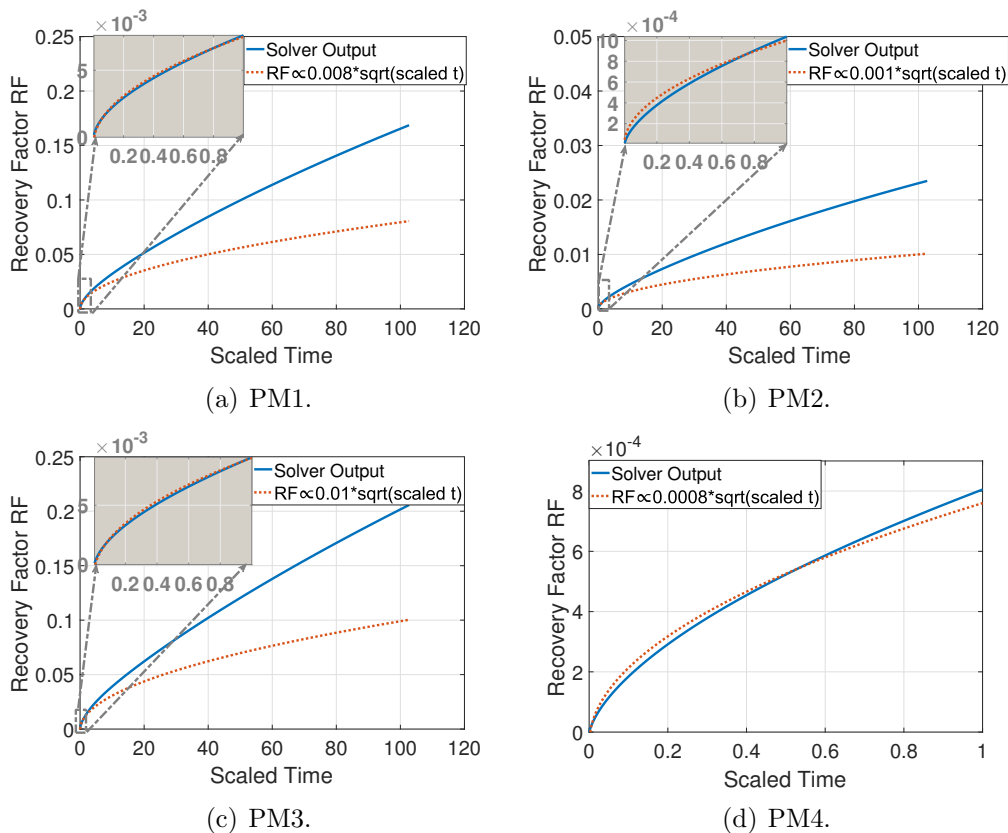 × 10-3
0.25
0.2
0.15
0.1
0.05
0
5
0
0.2 0.4 0.6 0.8
Solver Output
RF∝0.008*sqrt(scaled t)
Recovery Factor RF
0 20 40 60 80 100 120
Scaled Time
(a) PM1.
× 10-4
0.05
0.04
0.03
0.02
0.01
0
10
8
6
4
2
0.2 0.4 0.6 0.8
Solver Output
RF∝0.001*sqrt(scaled t)
Recovery Factor RF
0 20 40 60 80 100 120
Scaled Time
(b) PM2.
× 10-3
0.25
0.2
0.15
0.1
0.05
0
5
0
0.2 0.4 0.6 0.8
Solver Output
RF∝0.01*sqrt(scaled t)
Recovery Factor RF
0 20 40 60 80 100 120
Scaled Time
(c) PM3.
× 10-4
8
6
4
2
0
Solver Output
RF∝0.0008*sqrt(scaled t)
Recovery Factor RF
0 0.2 0.4 0.6 0.8 1
Scaled Time
(d) PM4.